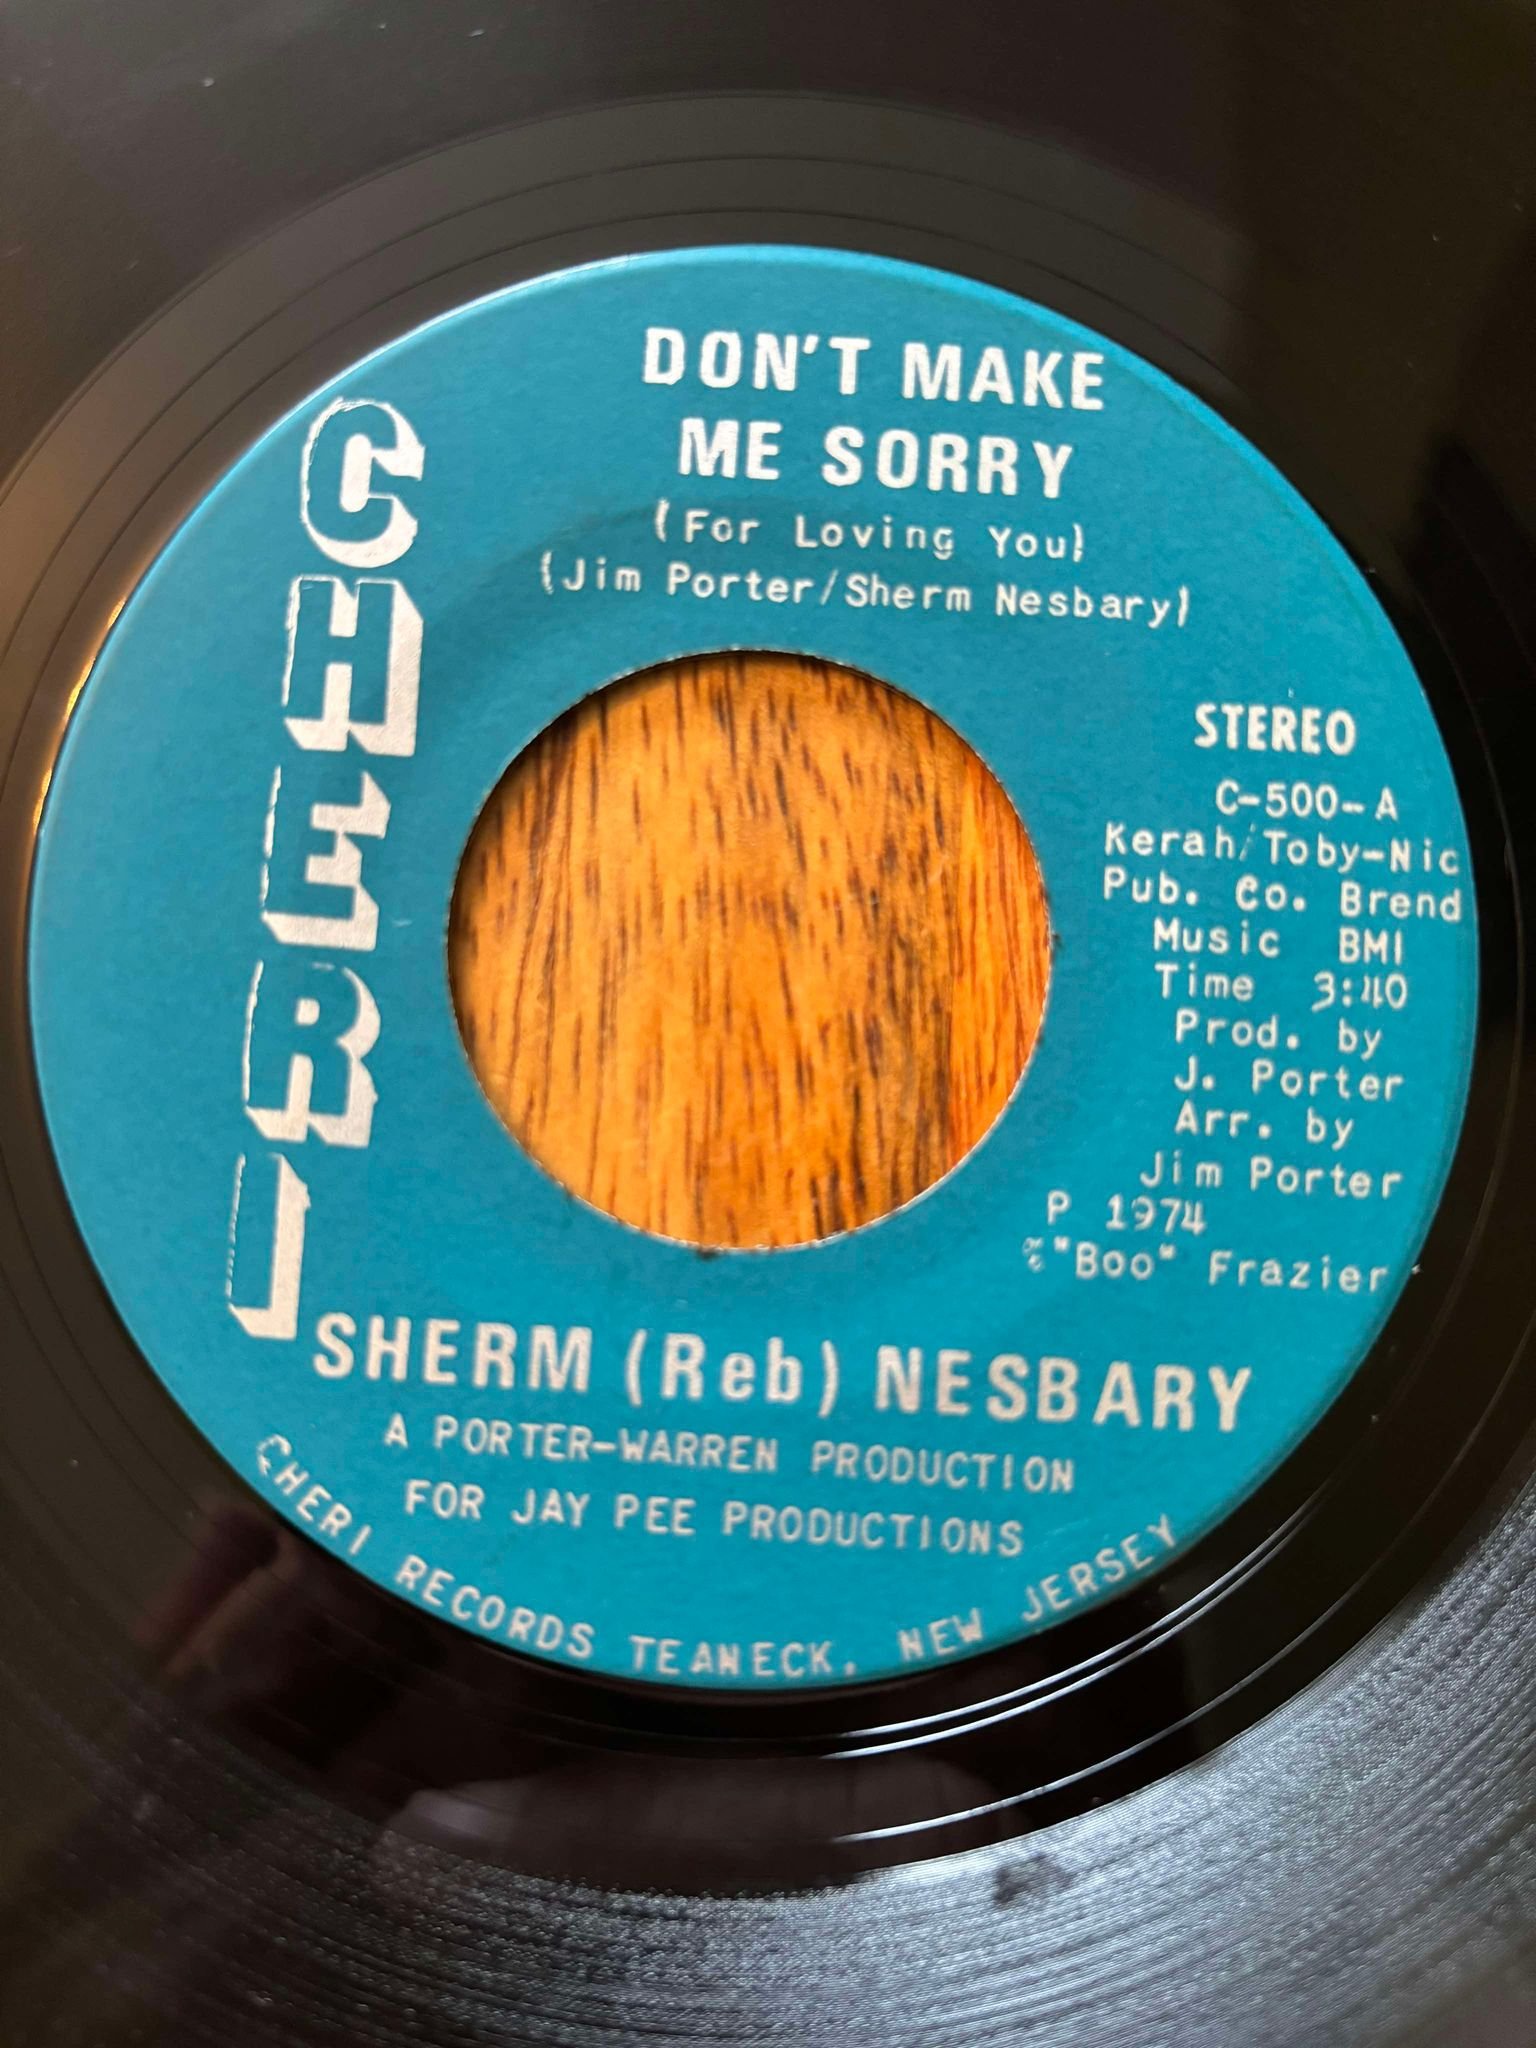 CHERI
DON'T MAKE
ME SORRY
(For Loving You)
(Jim Porter/Sherm Nesbary)
STEREO
C-500-A
Kerah/Toby-Nic
Pub. Co. Brend
Music BMI
Time 3:40
Prod. by
J. Porter
Arr. by
Jim Porter
P 1974
& "Boo" Frazier
SHERM (Reb) NESBARY
A PORTER-WARREN PRODUCTION
FOR JAY PEE PRODUCTIONS
CHERI RECORDS TEANECK, NEW JERSEY